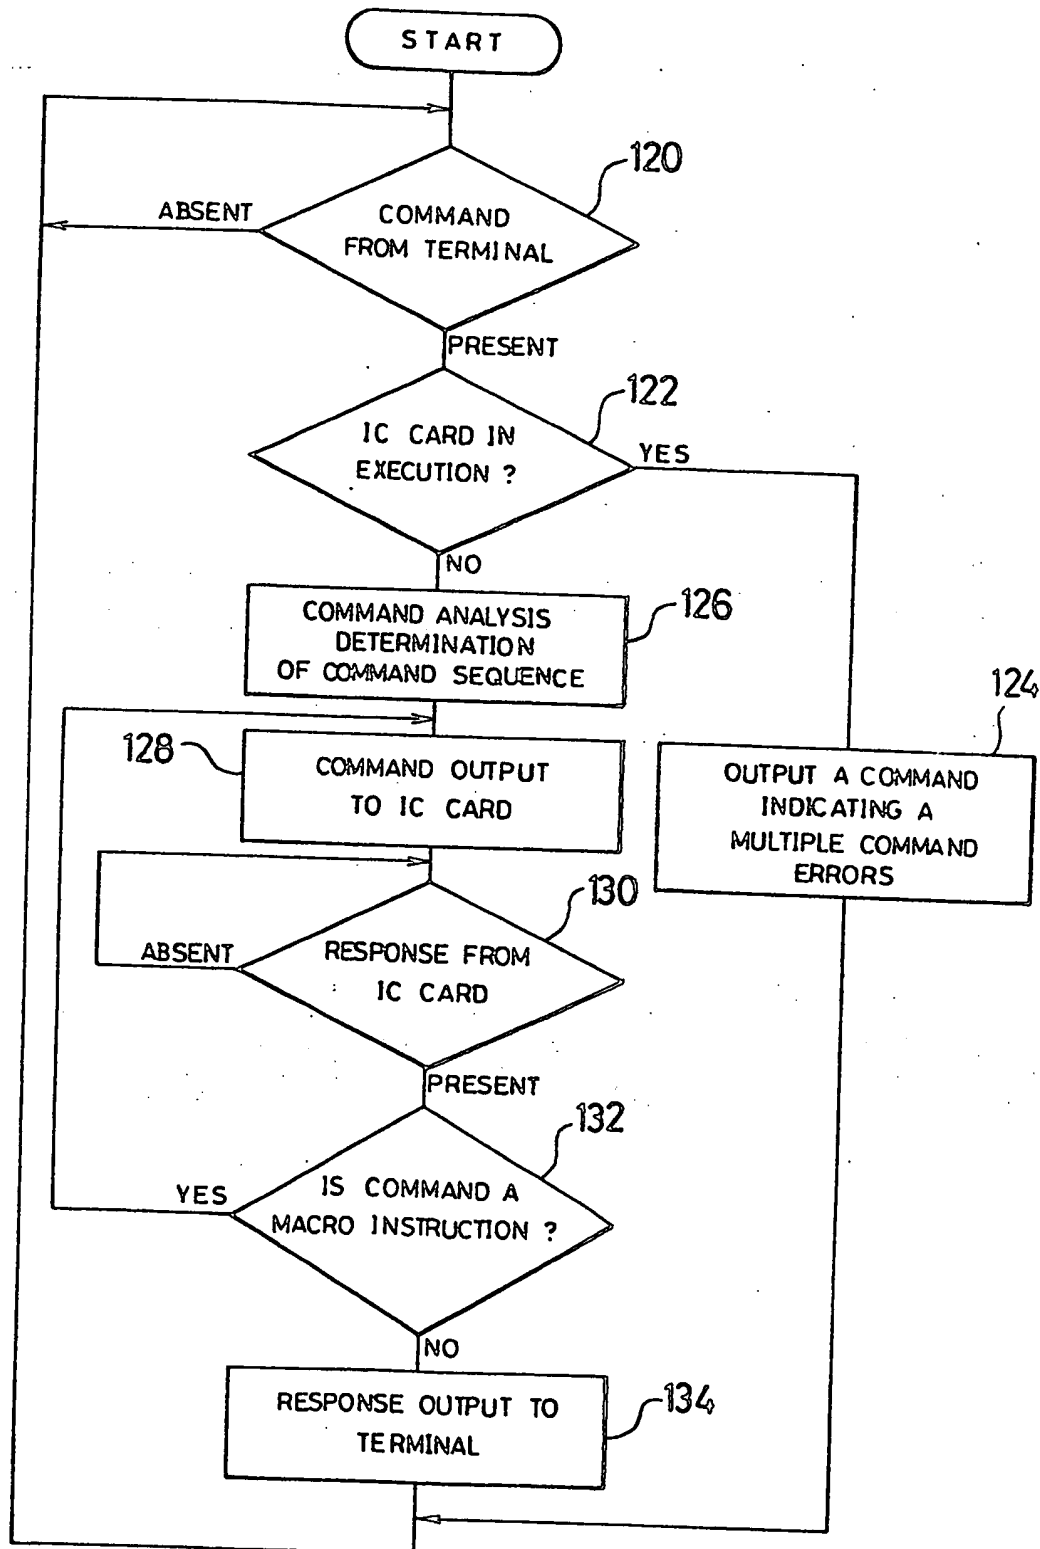 START
120
COMMAND
FROM TERMINAL
ABSENT
PRESENT
122
IC CARD IN
EXECUTION ?
YES
NO
126
COMMAND ANALYSIS
DETERMINATION
OF COMMAND SEQUENCE
124
OUTPUT A COMMAND
INDICATING A
MULTIPLE COMMAND
ERRORS
128
COMMAND OUTPUT
TO IC CARD
130
RESPONSE FROM
IC CARD
ABSENT
PRESENT
132
IS COMMAND A
MACRO INSTRUCTION ?
YES
NO
134
RESPONSE OUTPUT TO
TERMINAL